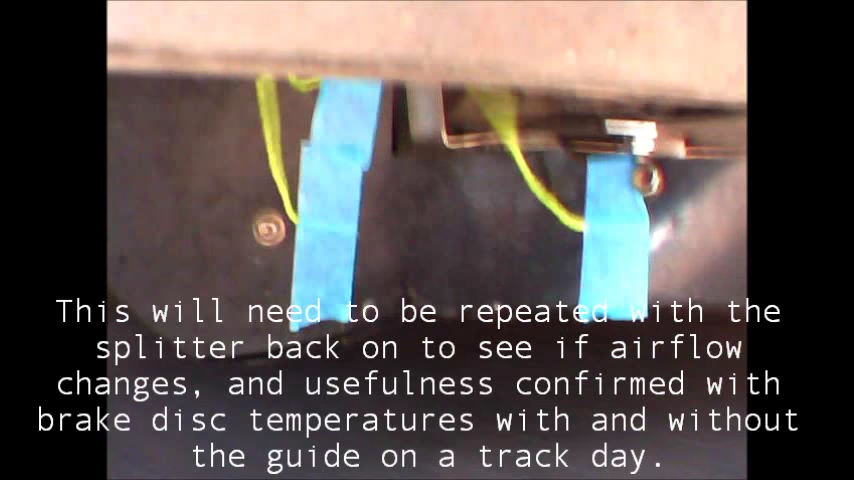 This will need to be repeated with the
splitter back on to see if airflow
changes, and usefulness confirmed with
brake disc temperatures with and without
the guide on a track day.